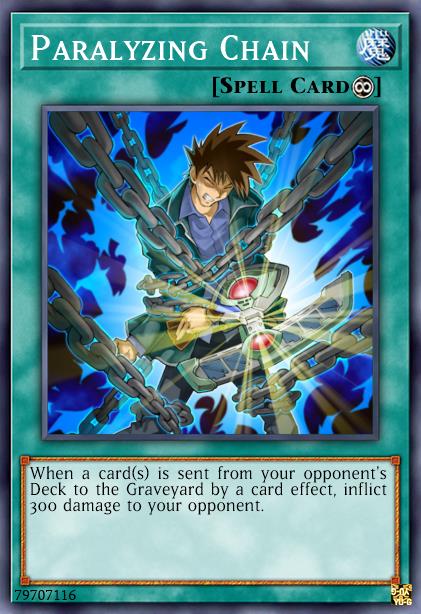 Paralyzing Chain
魔
[Spell Card]
When a card(s) is sent from your opponent's
Deck to the Graveyard by a card effect, inflict
300 damage to your opponent.
79707116